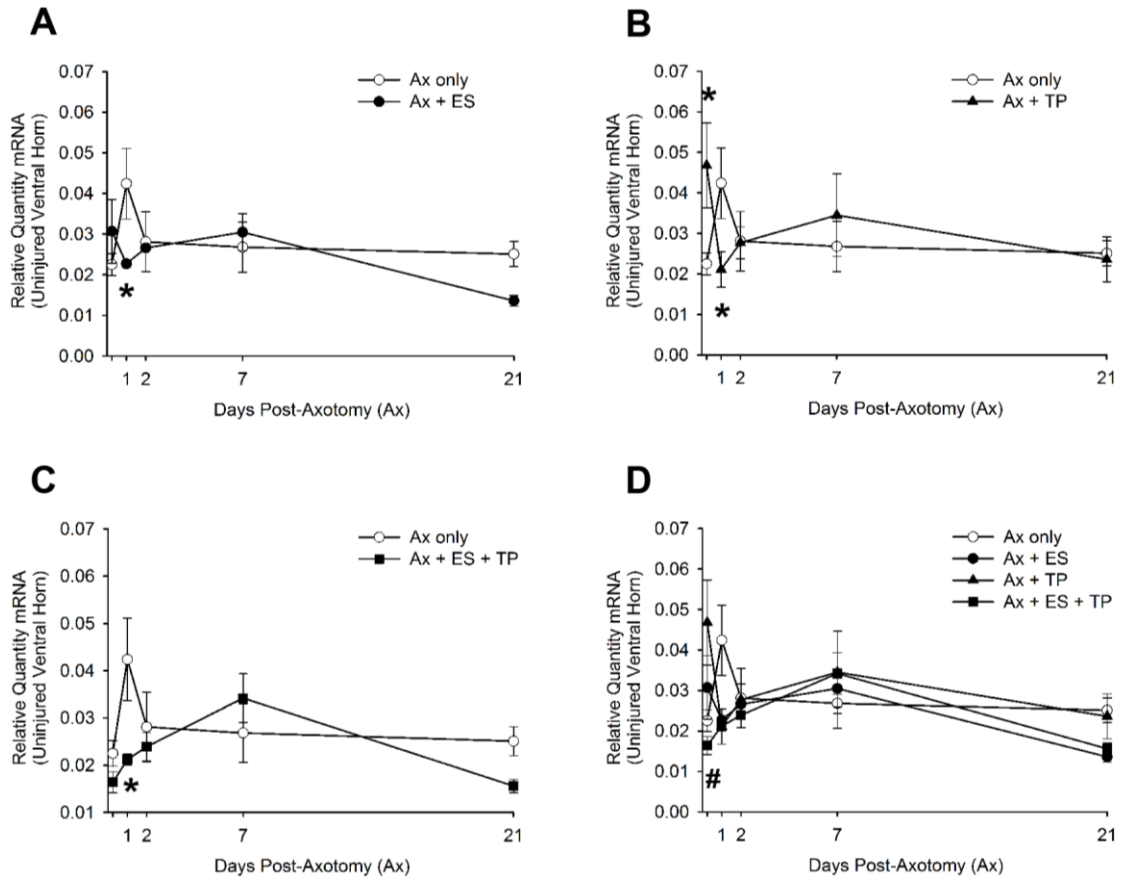 A
Relative Quantity mRNA
(Uninjured Ventral Horn)
0.07
0.06
0.05
0.04
0.03
0.02
0.01
0.00
Ax only
Ax + ES
*
1 2 7 21
Days Post-Axotomy (Ax)
B
Relative Quantity mRNA
(Uninjured Ventral Horn)
0.07
0.06
0.05
0.04
0.03
0.02
0.01
0.00
Ax only
Ax + TP
*
*
1 2 7 21
Days Post-Axotomy (Ax)
C
Relative Quantity mRNA
(Uninjured Ventral Horn)
0.07
0.06
0.05
0.04
0.03
0.02
0.01
Ax only
Ax + ES + TP
*
1 2 7 21
Days Post-Axotomy (Ax)
D
Relative Quantity mRNA
(Uninjured Ventral Horn)
0.07
0.06
0.05
0.04
0.03
0.02
0.01
0.00
Ax only
Ax + ES
Ax + TP
Ax + ES + TP
#
1 2 7 21
Days Post-Axotomy (Ax)